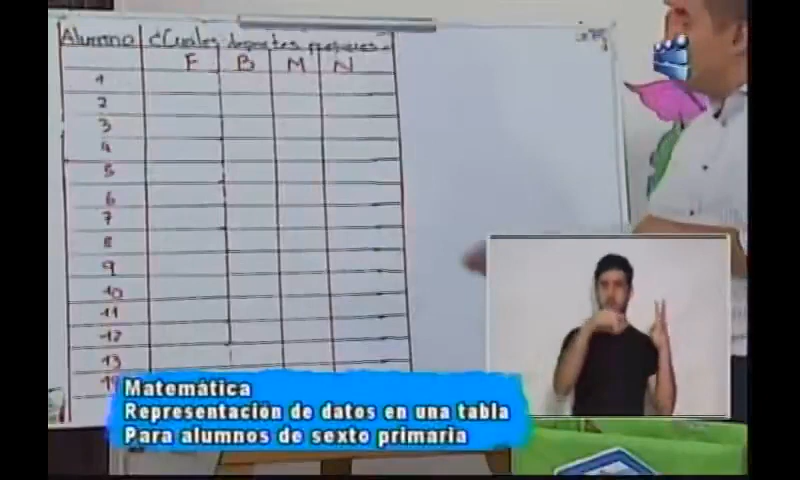 Alumno ¿Cuales deportes
F B M N
1
2
3
4
5
6
7
8
9
10
11
12
13
Matemática
Representación de datos en una tabla
Para alumnos de sexto primaria